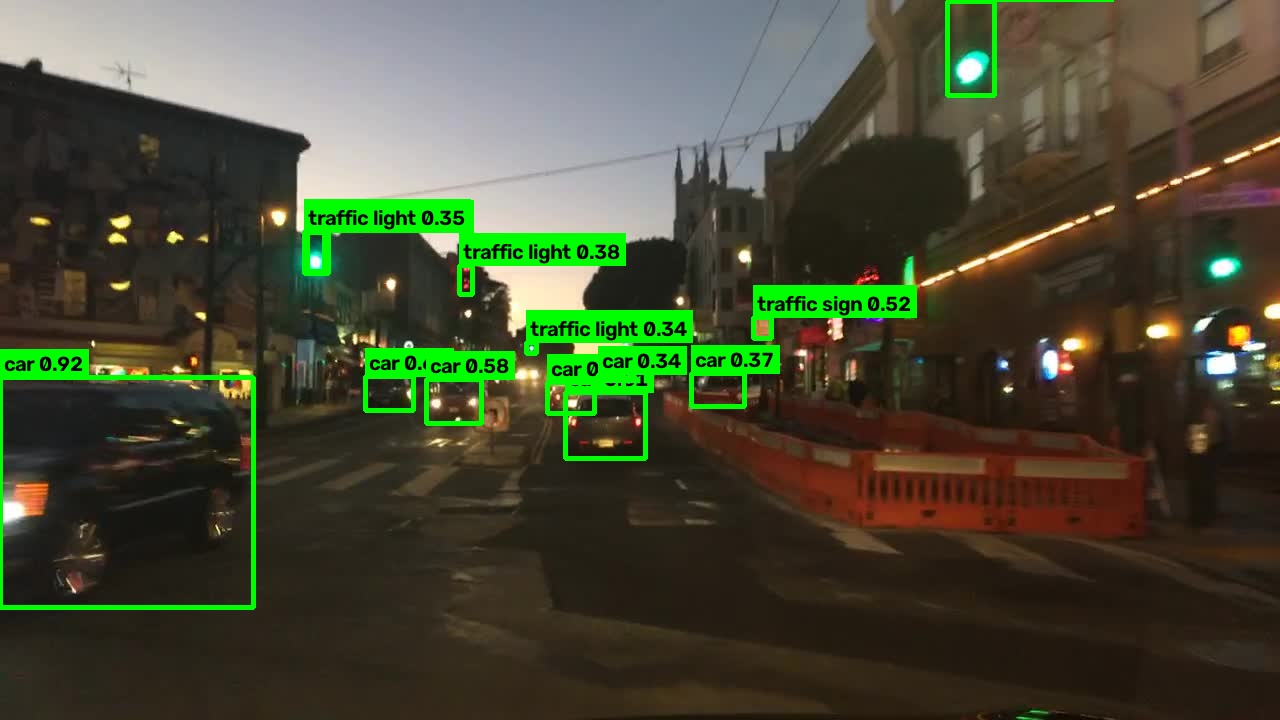 traffic light 0.35
traffic light 0.38
traffic sign 0.52
traffic light 0.34
car 0.92
car 0.58
car 0.34
car 0.37